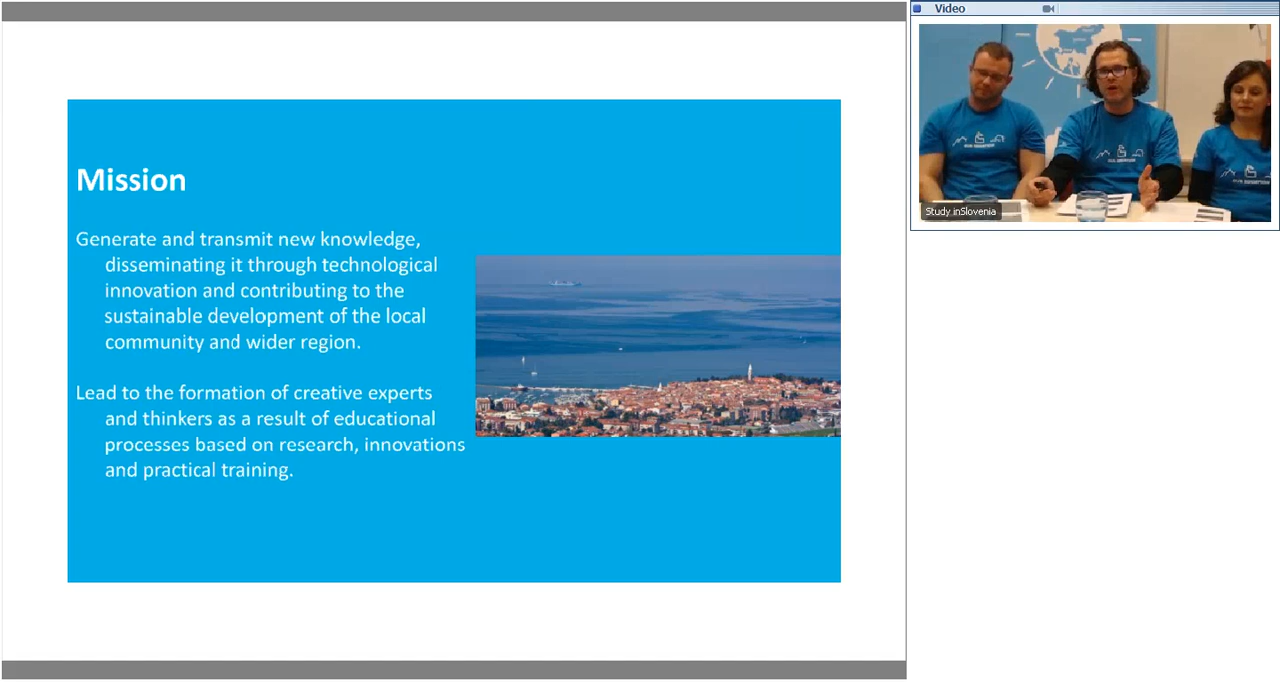 Video
Study inSlovenia
Mission
Generate and transmit new knowledge,
disseminating it through technological
innovation and contributing to the
sustainable development of the local
community and wider region.
Lead to the formation of creative experts
and thinkers as a result of educational
processes based on research, innovations
and practical training.